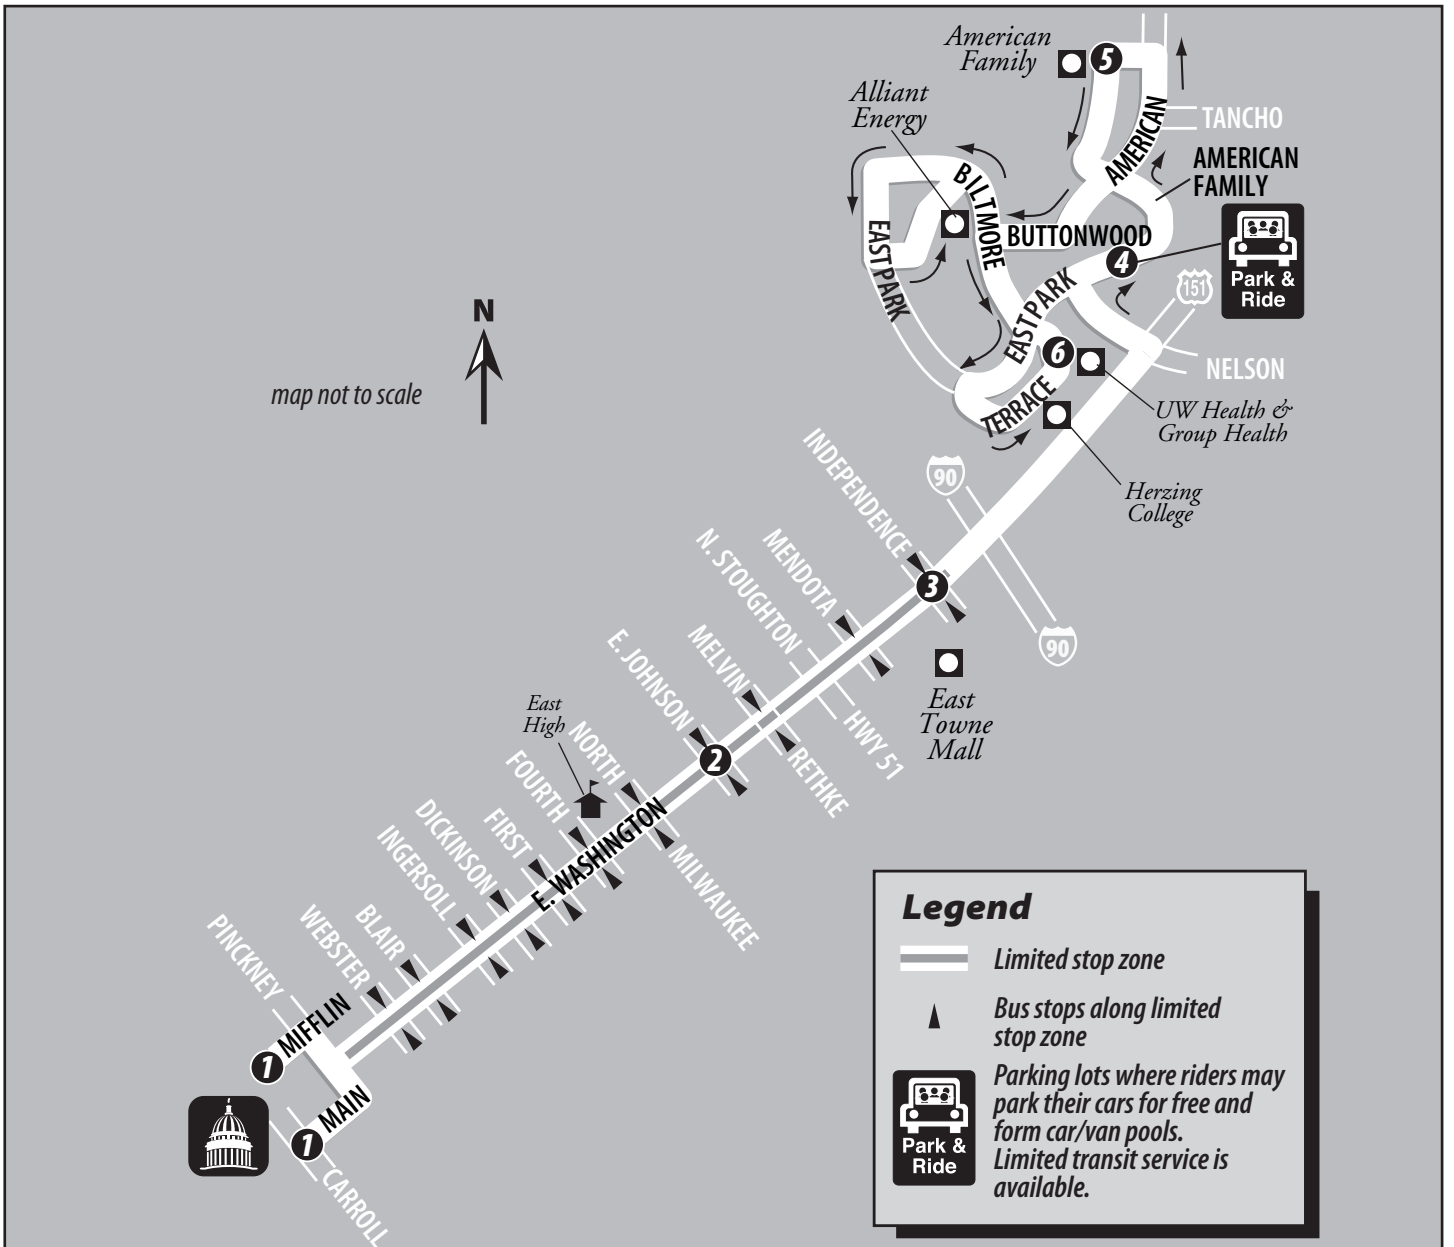 American
Family
5
Alliant
Energy
TANCHO
AMERICAN
AMERICAN
FAMILY
BILTMORE
EASTPARK
BUTTONWOOD
4
Park &
Ride
151
EASTPARK
N
map not to scale
6
NELSON
TERRACE
UW Health &
Group Health
INDEPENDENCE
90
Herzing
College
MENDOTA
N. STOUGHTON
3
90
MELVIN
E. JOHNSON
East
Towne
Mall
East
High
NORTH
2
HWY 51
RETHKE
FOURTH
FIRST
DICKINSON
INGERSOLL
E. WASHINGTON
MILWAUKEE
BLAIR
WEBSTER
PINCKNEY
MIFFLIN
1
MAIN
1
CARROLL
Legend
Limited stop zone
Bus stops along limited
stop zone
Park &
Ride
Parking lots where riders may
park their cars for free and
form car/van pools.
Limited transit service is
available.